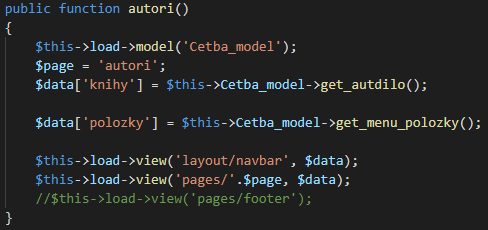 public function autori()
{
    $this->load->model('Cetba_model');
    $page = 'autori';
    $data['knihy'] = $this->Cetba_model->get_autdilo();

    $data['polozky'] = $this->Cetba_model->get_menu_polozky();

    $this->load->view('layout/navbar', $data);
    $this->load->view('pages/'.$page, $data);
    //$this->load->view('pages/footer');
}